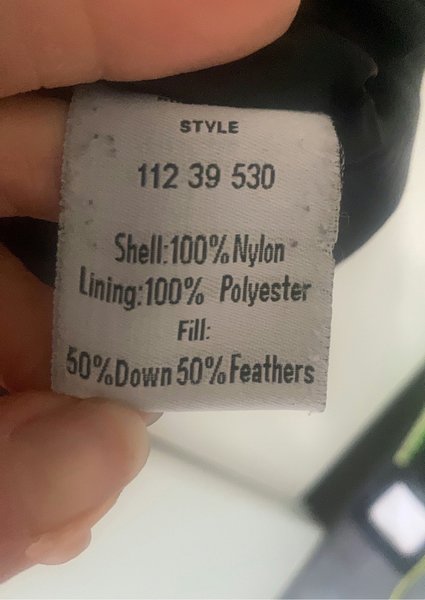 STYLE
112 39 530
Shell:100% Nylon
Lining:100% Polyester
Fill:
50%Down 50%Feathers